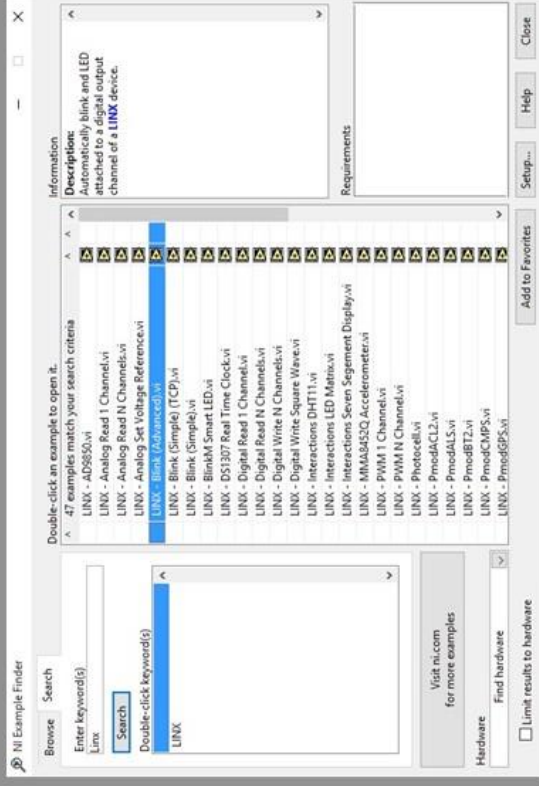 NI Example Finder
Browse
Search
Enter keyword(s)
Linx
Search
Double-click keyword(s)
LINX
Visit ni.com
for more examples
Hardware
Find hardware
Limit results to hardware
Double-click an example to open it.
47 examples match your search criteria
LINX - AD9850.vi
LINX - Analog Read 1 Channel.vi
LINX - Analog Read N Channels.vi
LINX - Analog Set Voltage Reference.vi
LINX - Blink (Advanced).vi
LINX - Blink (Simple) (TCP).vi
LINX - Blink (Simple).vi
LINX - BlinkM Smart LED.vi
LINX - DS1307 Real Time Clock.vi
LINX - Digital Read 1 Channel.vi
LINX - Digital Read N Channels.vi
LINX - Digital Write N Channels.vi
LINX - Digital Write Square Wave.vi
LINX - Interactions DHT11.vi
LINX - Interactions LED Matrix.vi
LINX - Interactions Seven Segement Display.vi
LINX - MMA8452Q Accelerometer.vi
LINX - PWM 1 Channel.vi
LINX - PWM N Channel.vi
LINX - Photocell.vi
LINX - PmodACL2.vi
LINX - PmodALS.vi
LINX - PmodBT2.vi
LINX - PmodCMPS.vi
LINX - PmodGPS.vi
Information
Description:
Automatically blink and LED
attached to a digital output
channel of a LINX device.
Requirements
Add to Favorites
Setup...
Help
Close